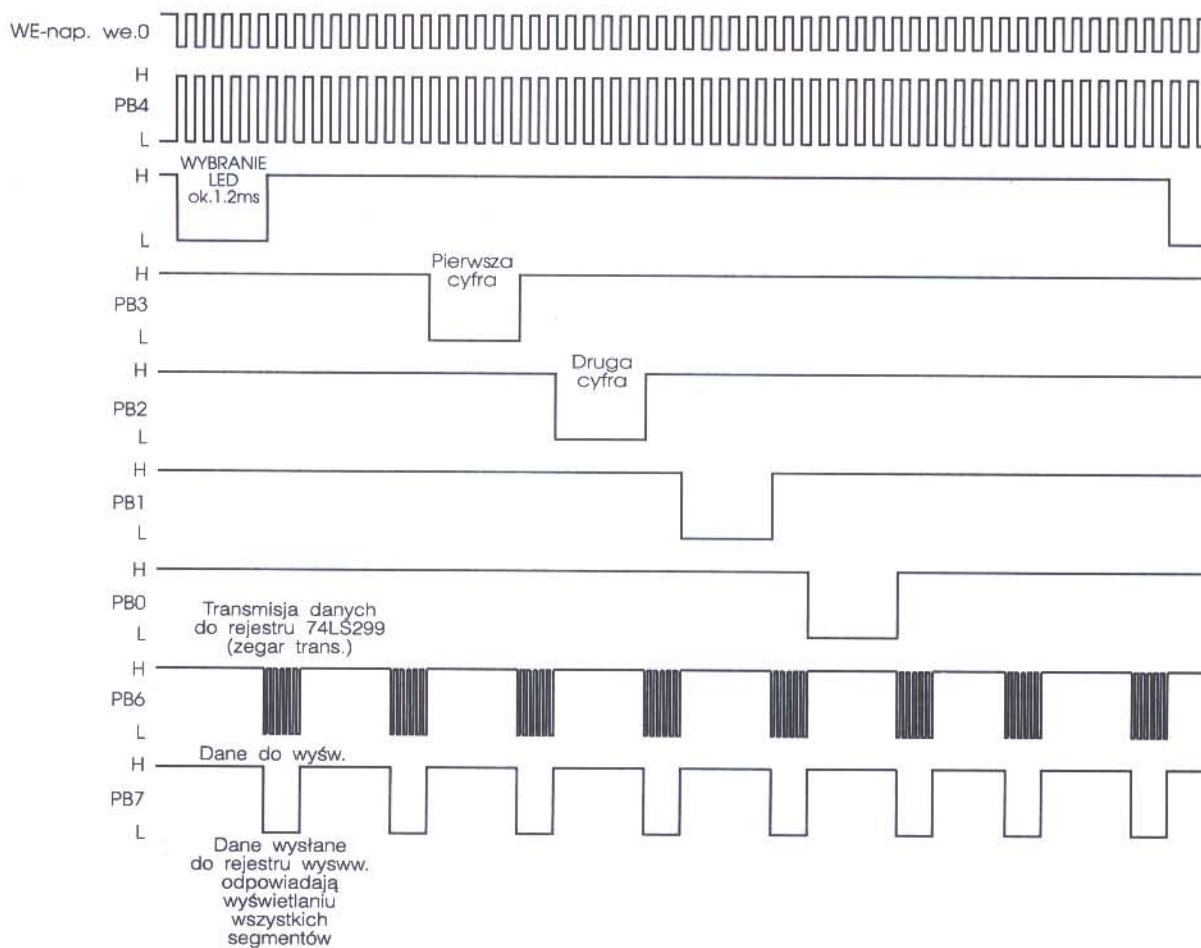 WE-nap. we.0
H
PB4
L
WYBRANIE
LED
ok.1.2ms
H
L
Pierwsza
cyfra
H
PB3
L
Druga
cyfra
H
PB2
L
H
PB1
L
H
PB0
L
Transmisja danych
do rejestru 74LS299
(zegar trans.)
H
PB6
L
Dane do wyśw.
H
PB7
L
Dane wysłane
do rejestru wysww.
odpowiadają
wyświetlaniu
wszystkich
segmentów